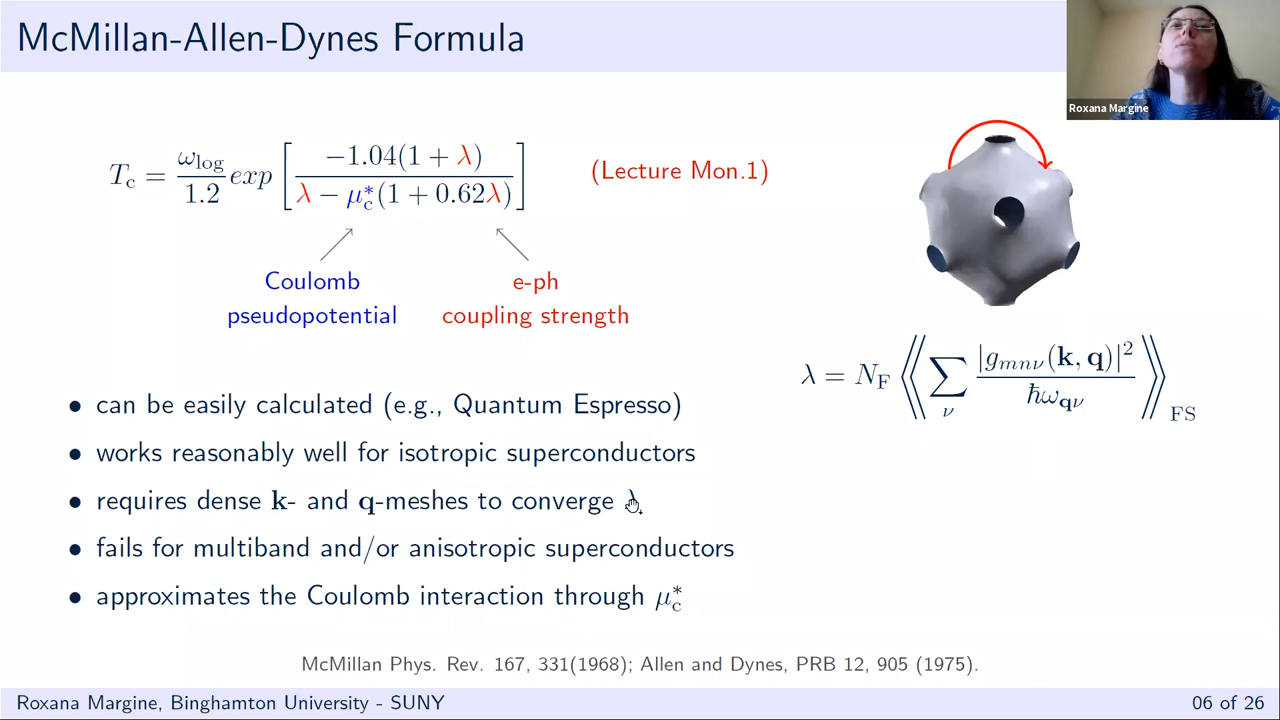 McMillan-Allen-Dynes Formula
Roxana Margine
T_c = ω_log/1.2 exp[−1.04(1 + λ)/(λ − μ*_c(1 + 0.62λ))]
(Lecture Mon.1)
Coulomb
pseudopotential
e-ph
coupling strength
λ = N_F ⟪∑_ν |g_mnν(k, q)|²/ħω_qν⟫_FS
• can be easily calculated (e.g., Quantum Espresso)
• works reasonably well for isotropic superconductors
• requires dense k- and q-meshes to converge λ
• fails for multiband and/or anisotropic superconductors
• approximates the Coulomb interaction through μ*_c
McMillan Phys. Rev. 167, 331(1968); Allen and Dynes, PRB 12, 905 (1975).
Roxana Margine, Binghamton University - SUNY
06 of 26